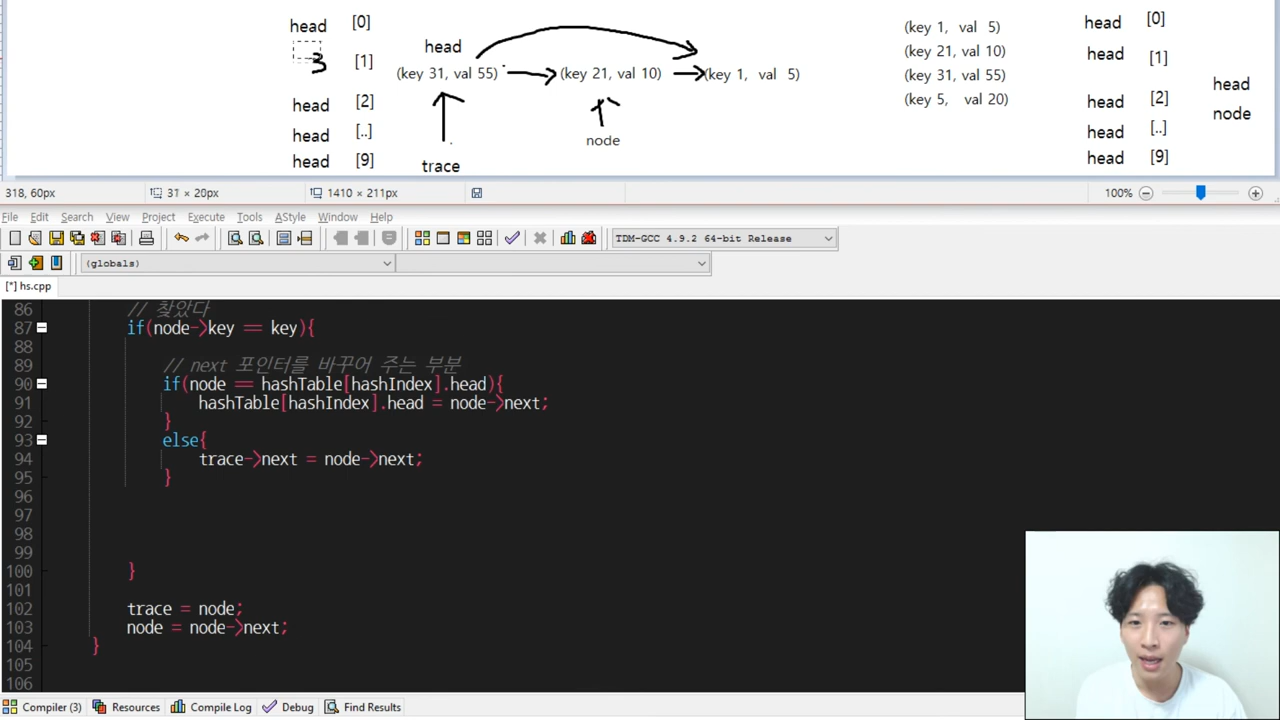 head [0]
3 [1]
head [2]
head [..]
head [9]
head
(key 31, val 55) (key 21, val 10) (key 1, val 5)
node
trace
(key 1, val 5)
(key 21, val 10)
(key 31, val 55)
(key 5, val 20)
head [0]
head [1]
head [2]
head [..]
head [9]
head
node
318, 60px 31 × 20px 1410 × 211px 100%
File Edit Search View Project Execute Tools AStyle Window Help
TDM-GCC 4.9.2 64-bit Release
(globals)
[*] hs.cpp
86 // 찾았다
87 if(node->key == key){
88
89 // next 포인터를 바꾸어 주는 부분
90 if(node == hashTable[hashIndex].head){
91 hashTable[hashIndex].head = node->next;
92 }
93 else{
94 trace->next = node->next;
95 }
96
97
98
99
100 }
101
102 trace = node;
103 node = node->next;
104 }
105
106
Compiler (3) Resources Compile Log Debug Find Results